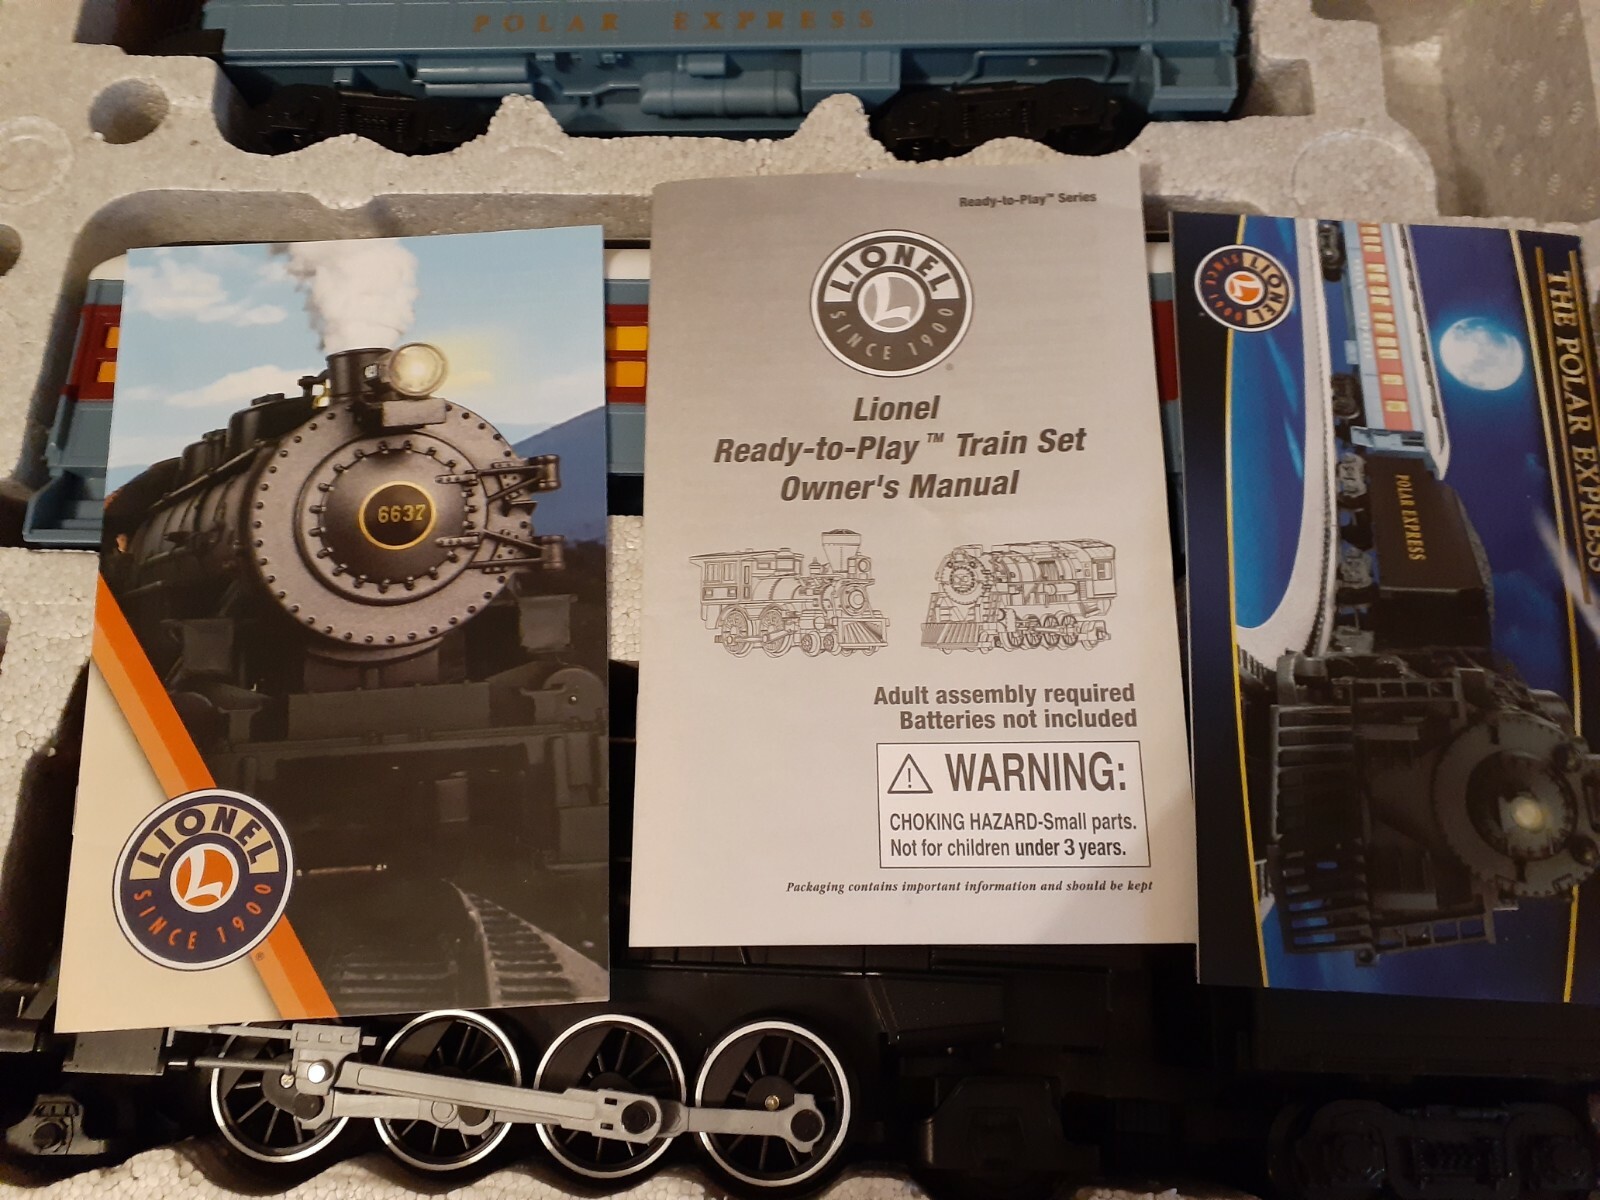 POLAR EXPRESS
6637
LIONEL
SINCE 1900
Ready-to-Play™ Series
LIONEL
SINCE 1900
Lionel
Ready-to-Play™ Train Set
Owner's Manual
Adult assembly required
Batteries not included
WARNING:
CHOKING HAZARD-Small parts.
Not for children under 3 years.
Packaging contains important information and should be kept
LIONEL
SINCE 1900
THE POLAR EXPRESS
POLAR EXPRESS